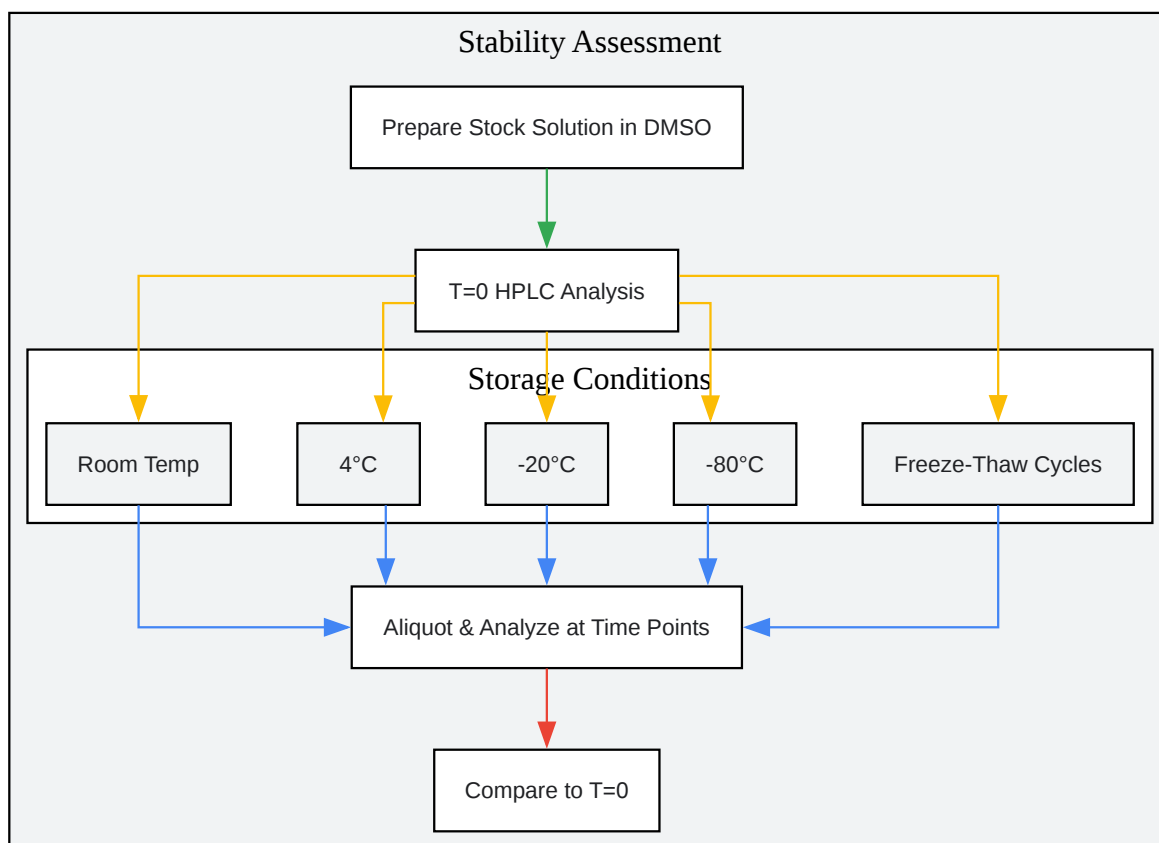 Stability Assessment
Prepare Stock Solution in DMSO
T=0 HPLC Analysis
Storage Conditions
Room Temp
4°C
-20°C
-80°C
Freeze-Thaw Cycles
Aliquot & Analyze at Time Points
Compare to T=0